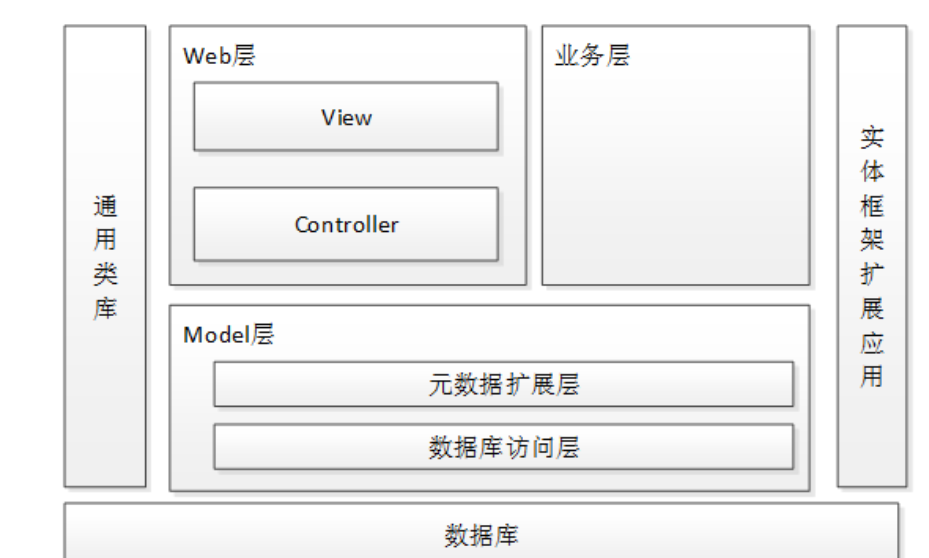 通用类库
Web层
View
Controller
业务层
Model层
元数据扩展层
数据库访问层
实体框架扩展应用
数据库